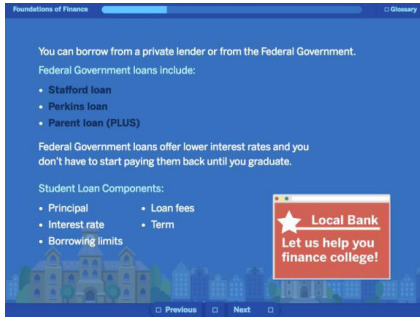 Foundations of Finance
Glossary
You can borrow from a private lender or from the Federal Government.
Federal Government loans include:
• Stafford loan
• Perkins loan
• Parent loan (PLUS)
Federal Government loans offer lower interest rates and you
don't have to start paying them back until you graduate.
Student Loan Components:
• Principal
• Interest rate
• Borrowing limits
• Loan fees
• Term
Local Bank
Let us help you
finance college!
Previous
Next